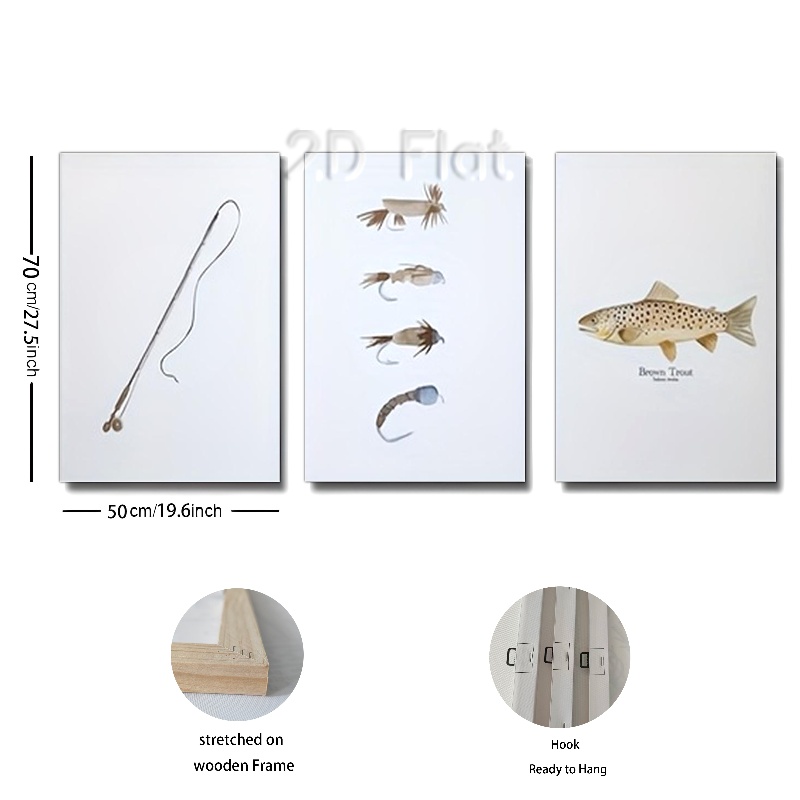 2D Flat
70 cm/27.5inch
Brown Trout
50cm/19.6inch
stretched on
wooden Frame
Hook
Ready to Hang